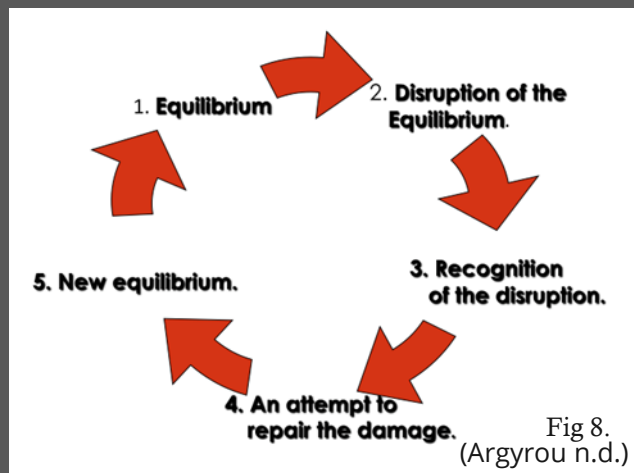 1. Equilibrium
2. Disruption of the
Equilibrium.
3. Recognition
of the disruption.
4. An attempt to
repair the damage.
5. New equilibrium.
Fig 8.
(Argyrou n.d.)